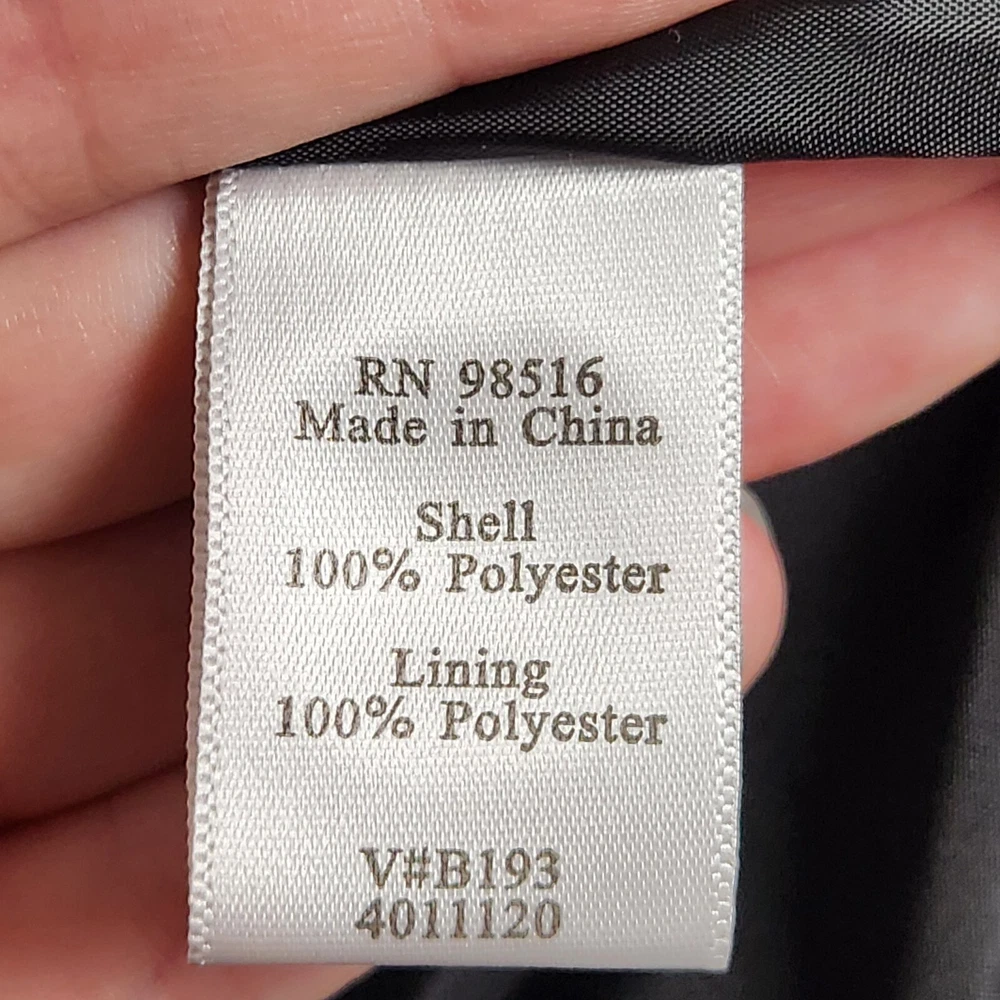 RN 98516
Made in China
Shell
100% Polyester
Lining
100% Polyester
V#B193
4011120